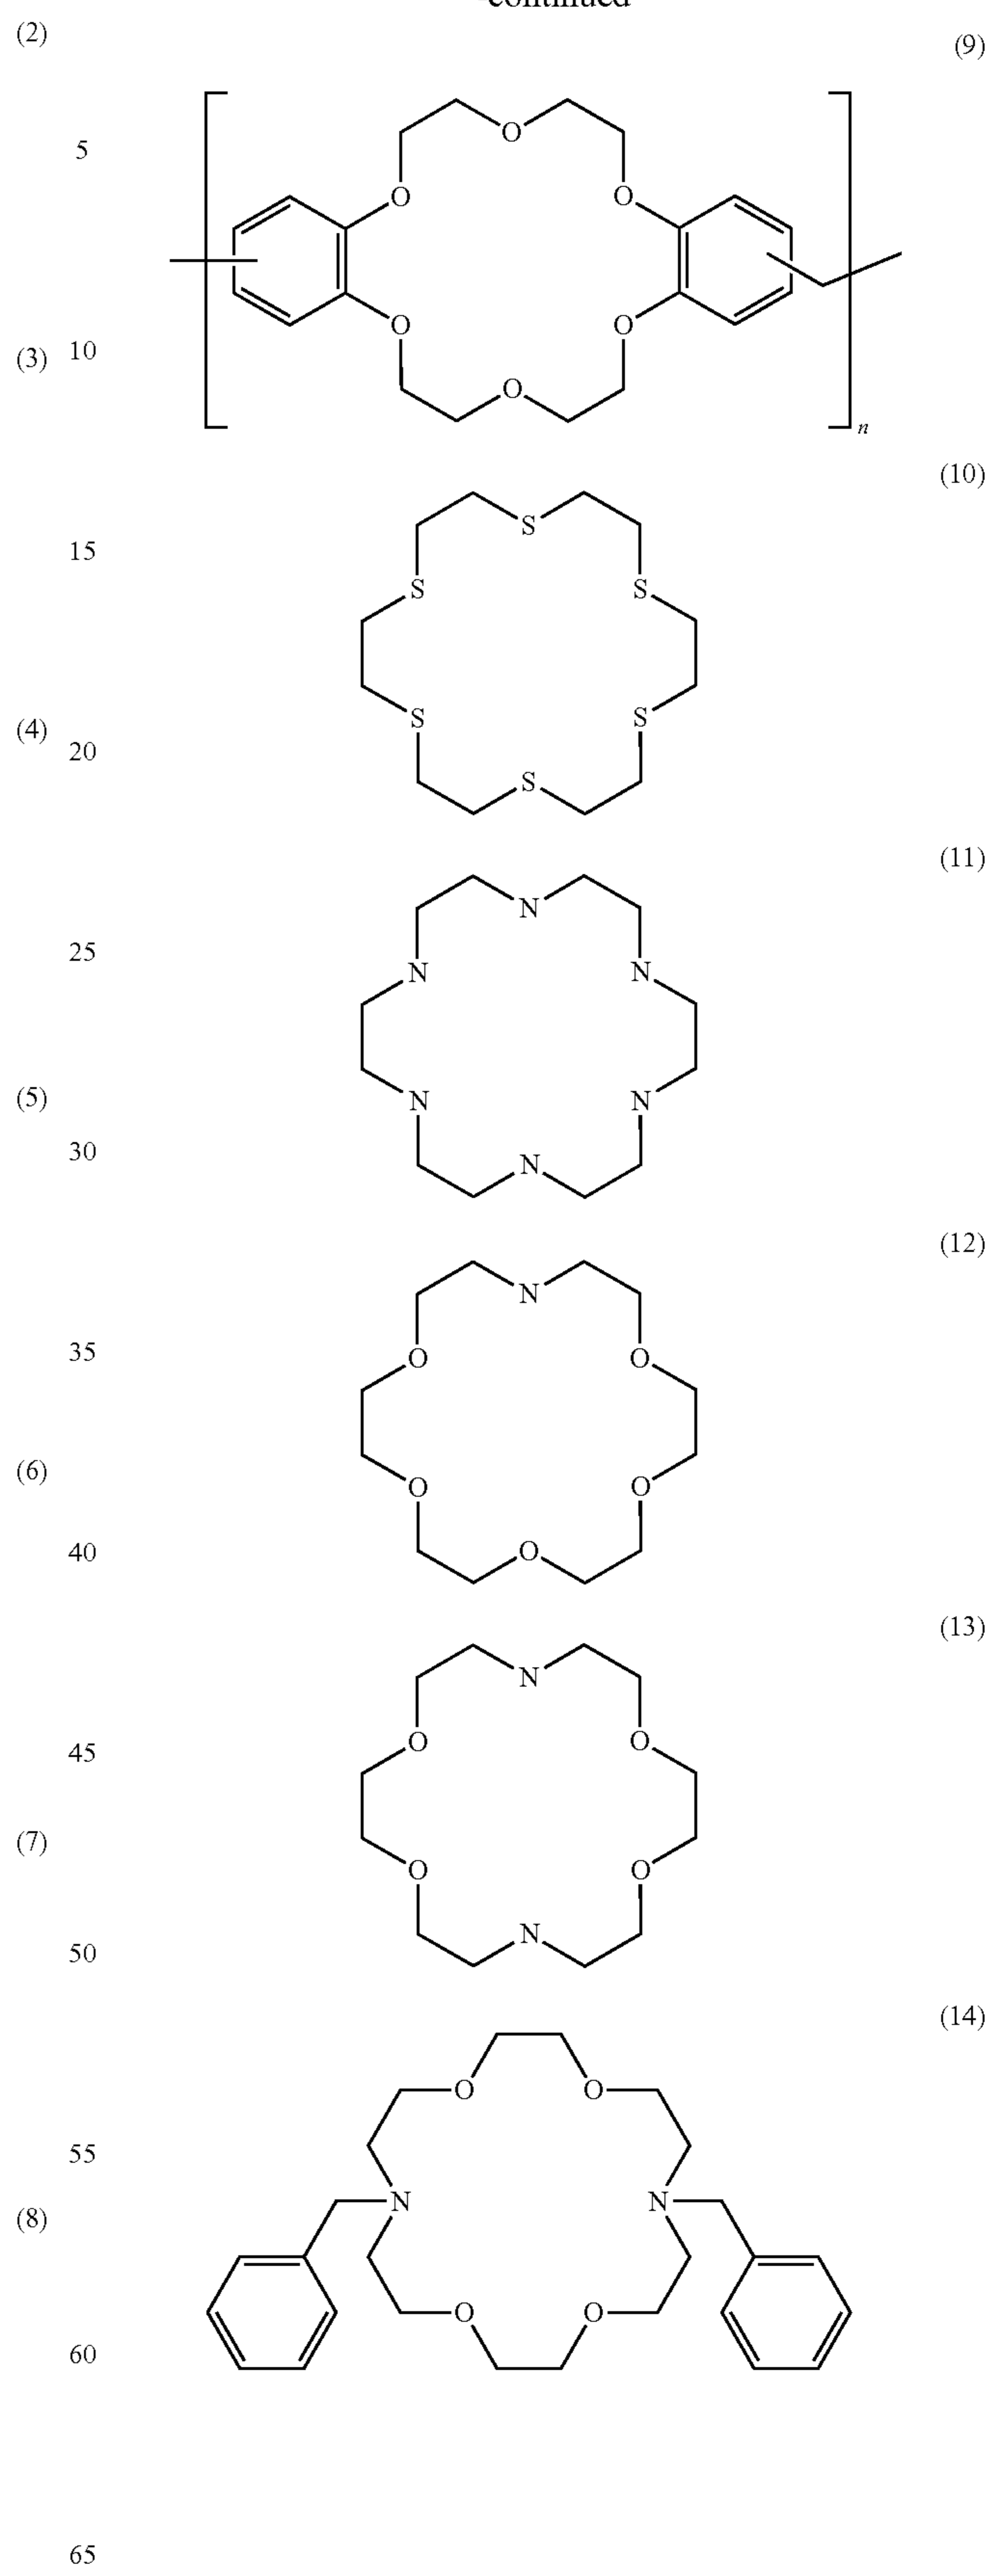 -continued
(2)
(9)
5
O
O O
O O
(3) 10
O
n
(10)
S
15
S S
S S
(4) 20
S
(11)
N
25
N N
N N
(5)
30
N
(12)
N
35
O O
(6)
O O
40
O
(13)
N
45
O O
(7)
O O
50
N
(14)
O O
55
N N
(8)
O O
60
65